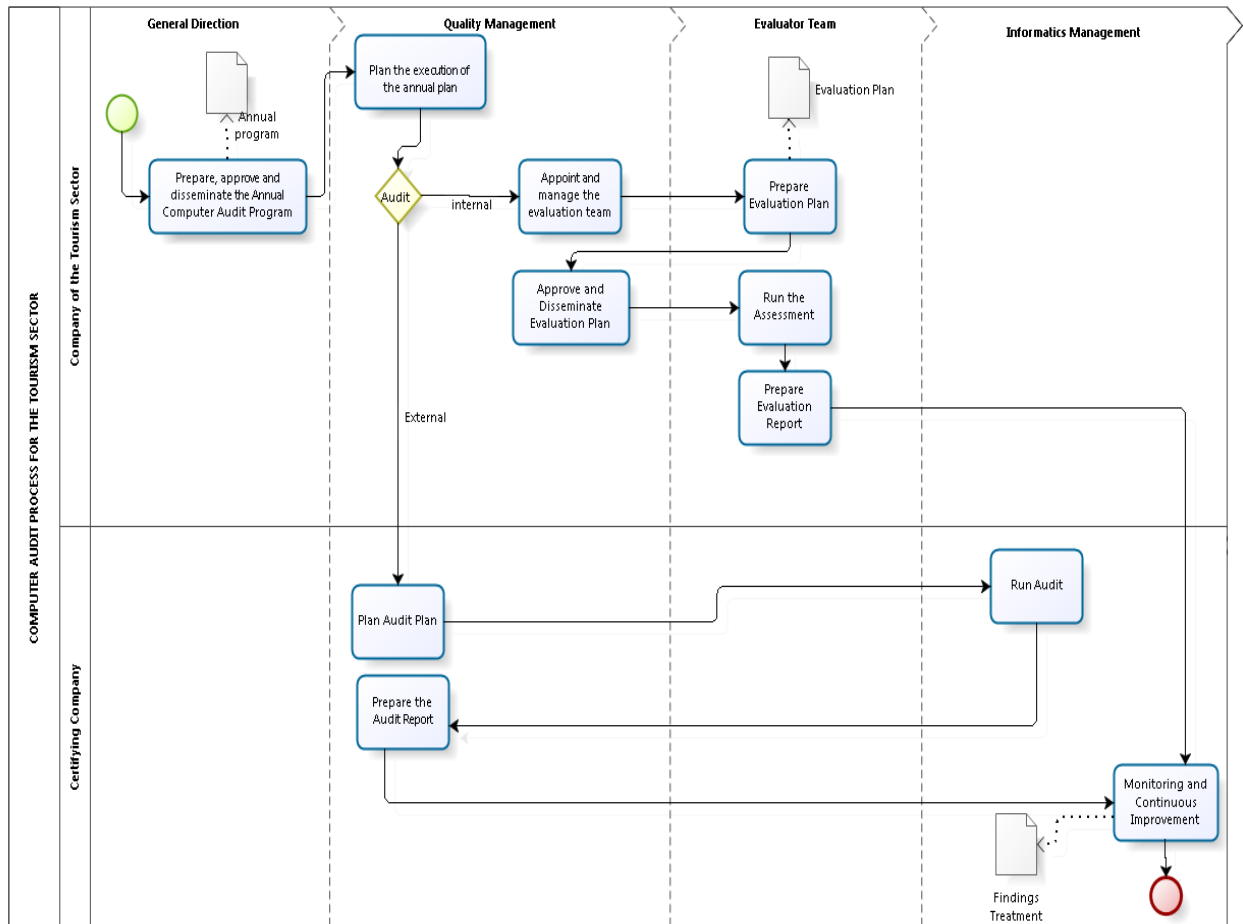 COMPUTER AUDIT PROCESS FOR THE TOURISM SECTOR
Company of the Tourism Sector
Certifying Company
General Direction
Quality Management
Evaluator Team
Informatics Management
Annual
program
Prepare, approve and
disseminate the Annual
Computer Audit Program
Plan the execution of
the annual plan
Audit
internal
Appoint and
manage the
evaluation team
Evaluation Plan
Prepare
Evaluation Plan
Approve and
Disseminate
Evaluation Plan
Run the
Assessment
Prepare
Evaluation
Report
External
Plan Audit Plan
Run Audit
Prepare the
Audit Report
Monitoring and
Continuous
Improvement
Findings
Treatment